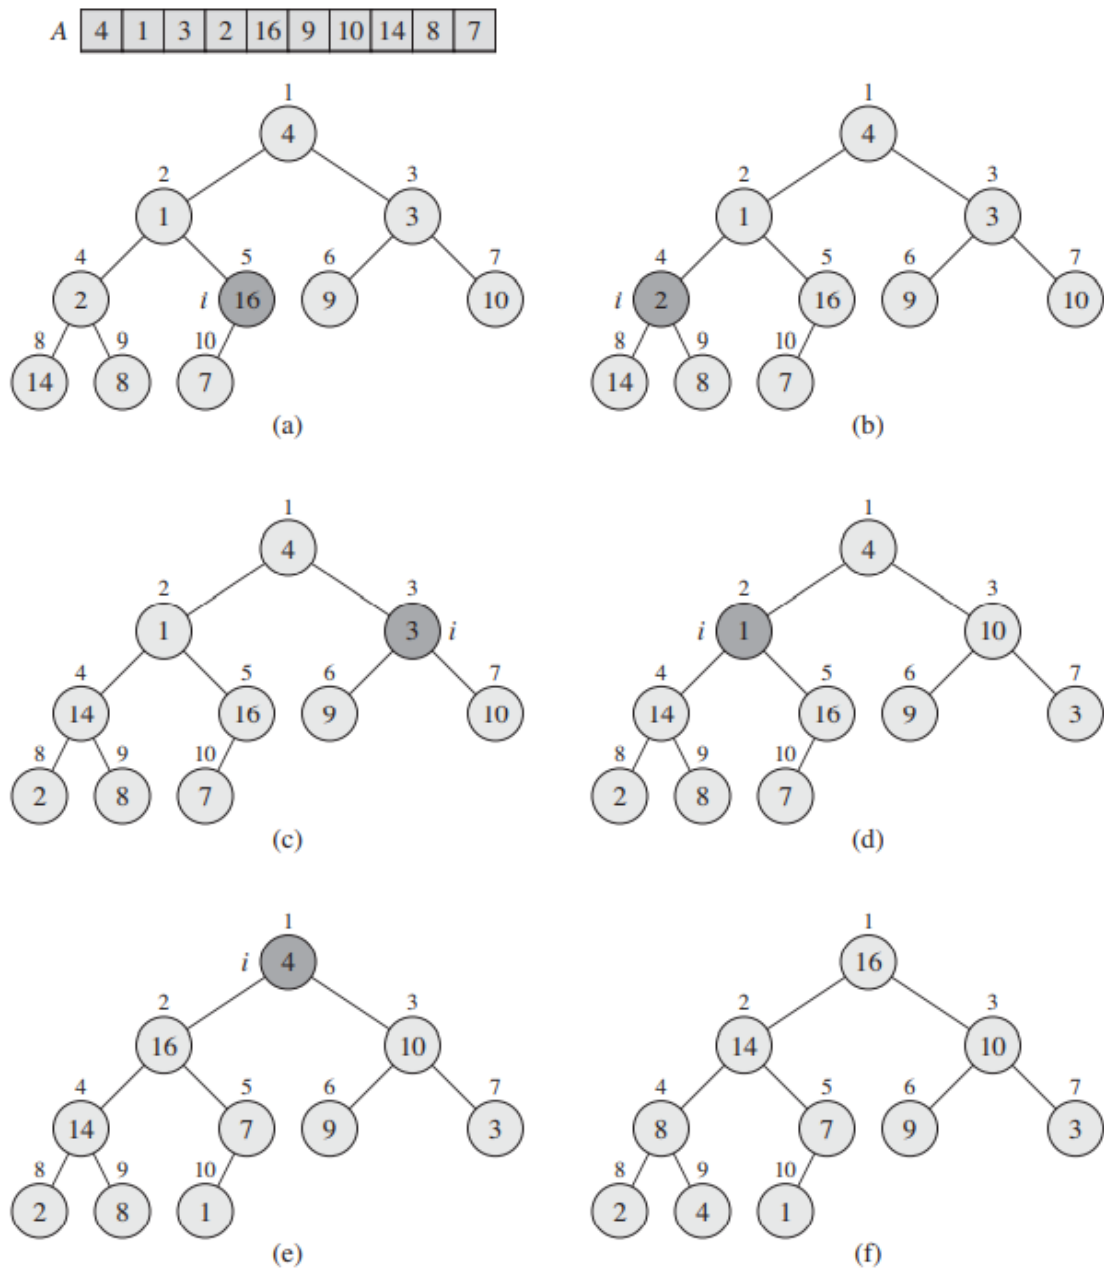 A 4 1 3 2 16 9 10 14 8 7
1 1
4 4
2 3 2 3
1 3 1 3
4 5 6 7 4 5 6 7
2 i 16 9 10 i 2 16 9 10
8 9 10 8 9 10
14 8 7 14 8 7
(a) (b)
1 1
4 4
2 3 2 3
1 3 i i 1 10
4 5 6 7 4 5 6 7
14 16 9 10 14 16 9 3
8 9 10 8 9 10
2 8 7 2 8 7
(c) (d)
1 1
i 4 16
2 3 2 3
16 10 14 10
4 5 6 7 4 5 6 7
14 7 9 3 8 7 9 3
8 9 10 8 9 10
2 8 1 2 4 1
(e) (f)